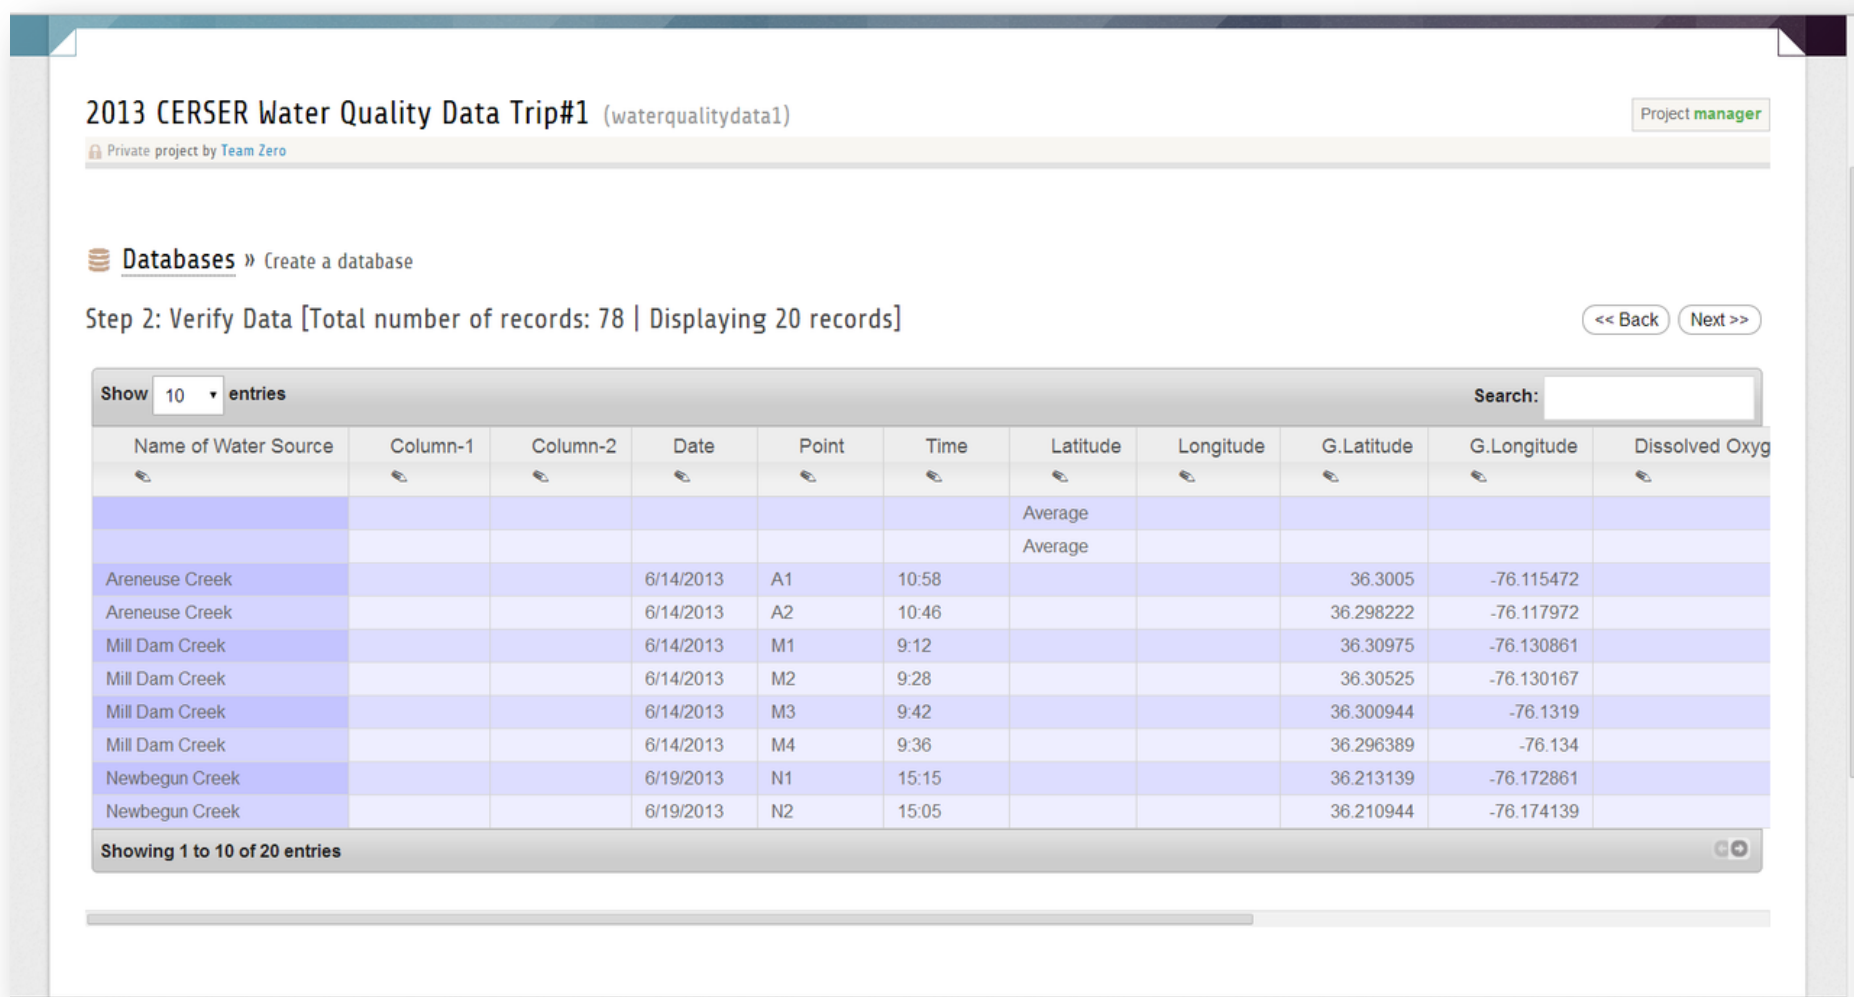 2013 CERSER Water Quality Data Trip#1 (waterqualitydata1)
Project manager
Private project by Team Zero
Databases » Create a database
Step 2: Verify Data [Total number of records: 78 | Displaying 20 records]
<< Back Next >>
Show 10 entries Search:
Name of Water Source Column-1 Column-2 Date Point Time Latitude Longitude G.Latitude G.Longitude Dissolved Oxyg
Average
Average
Areneuse Creek 6/14/2013 A1 10:58 36.3005 -76.115472
Areneuse Creek 6/14/2013 A2 10:46 36.298222 -76.117972
Mill Dam Creek 6/14/2013 M1 9:12 36.30975 -76.130861
Mill Dam Creek 6/14/2013 M2 9:28 36.30525 -76.130167
Mill Dam Creek 6/14/2013 M3 9:42 36.300944 -76.1319
Mill Dam Creek 6/14/2013 M4 9:36 36.296389 -76.134
Newbegun Creek 6/19/2013 N1 15:15 36.213139 -76.172861
Newbegun Creek 6/19/2013 N2 15:05 36.210944 -76.174139
Showing 1 to 10 of 20 entries